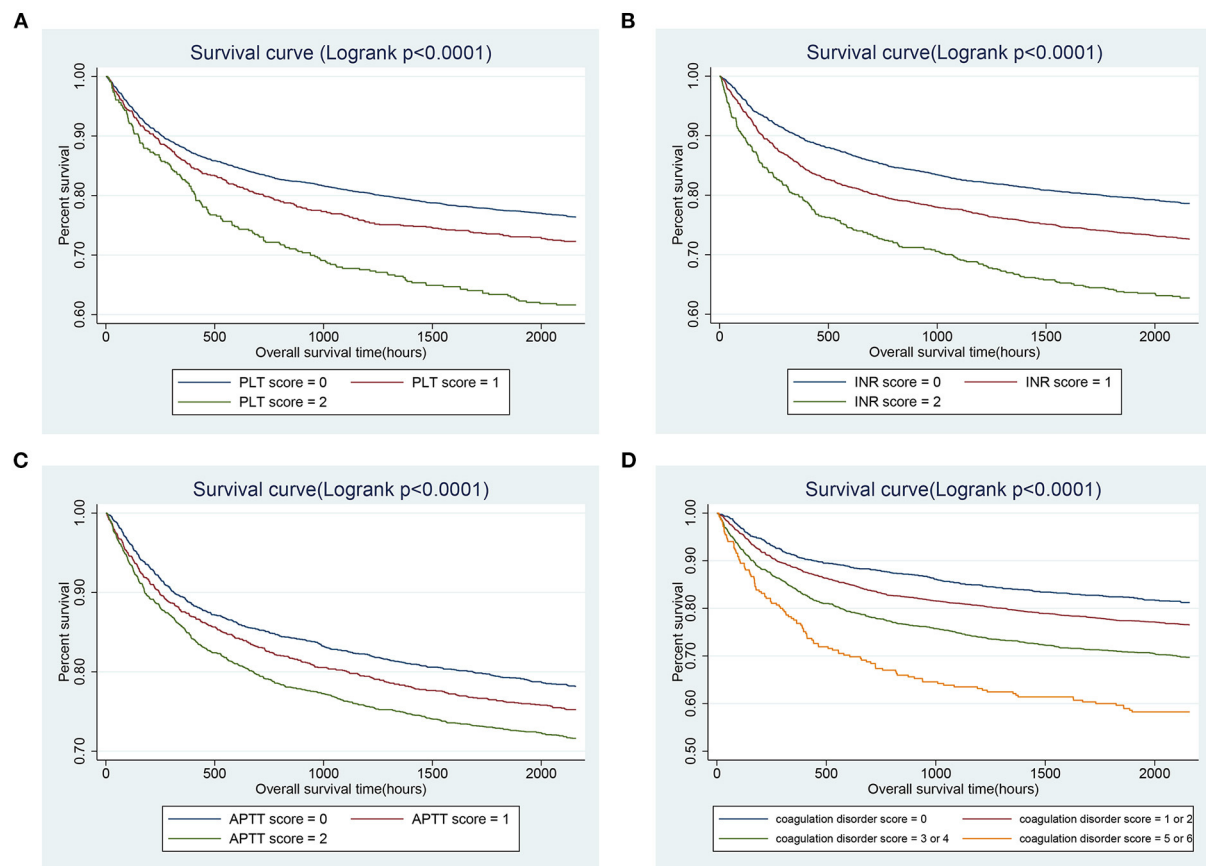 A
Survival curve (Logrank p<0.0001)
Percent survival
1.00
0.90
0.80
0.70
0.60
0
500
1000
1500
2000
Overall survival time(hours)
PLT score = 0
PLT score = 1
PLT score = 2
B
Survival curve(Logrank p<0.0001)
Percent survival
1.00
0.90
0.80
0.70
0.60
0
500
1000
1500
2000
Overall survival time(hours)
INR score = 0
INR score = 1
INR score = 2
C
Survival curve(Logrank p<0.0001)
Percent survival
1.00
0.90
0.80
0.70
0
500
1000
1500
2000
Overall survival time(hours)
APTT score = 0
APTT score = 1
APTT score = 2
D
Survival curve(Logrank p<0.0001)
Percent survival
1.00
0.90
0.80
0.70
0.60
0.50
0
500
1000
1500
2000
Overall survival time(hours)
coagulation disorder score = 0
coagulation disorder score = 1 or 2
coagulation disorder score = 3 or 4
coagulation disorder score = 5 or 6